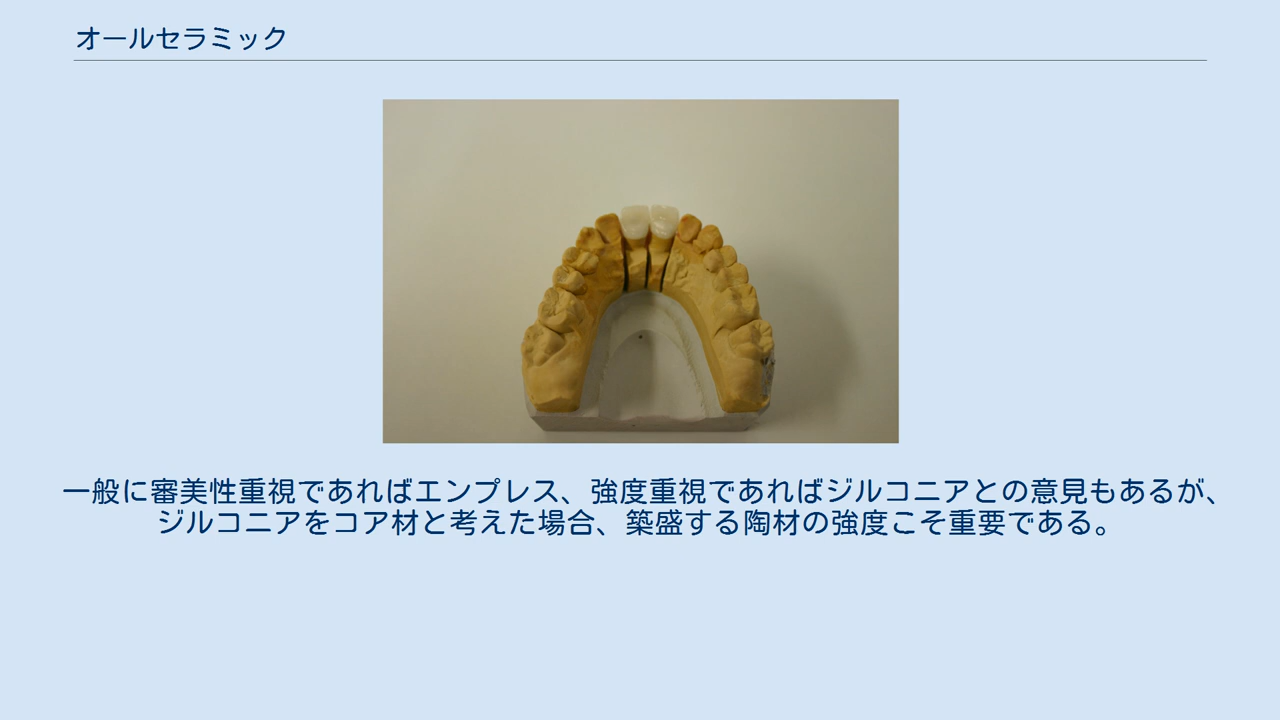 オールセラミック
一般に審美性重視であればエンプレス、強度重視であればジルコニアとの意見もあるが、
ジルコニアをコア材と考えた場合、築盛する陶材の強度こそ重要である。